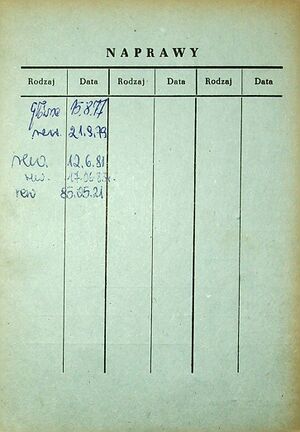 NAPRAWY
Rodzaj Data Rodzaj Data Rodzaj Data
główna 15.8.77
rew. 21.9.79
rew. 12.6.81
rew. 17.06.83
rew 85.05.21